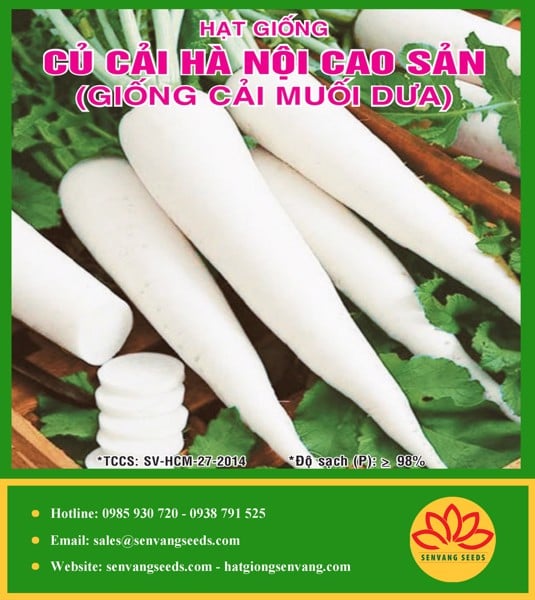 HẠT GIỐNG
CỦ CẢI HÀ NỘI CAO SẢN
(GIỐNG CẢI MUỐI DƯA)
*TCCS: SV-HCM-27-2014 *Độ sạch (P): ≥ 98%
Hotline: 0985 930 720 - 0938 791 525
Email: sales@senvangseeds.com
Website: senvangseeds.com - hatgiongsenvang.com
SENVANG SEEDS